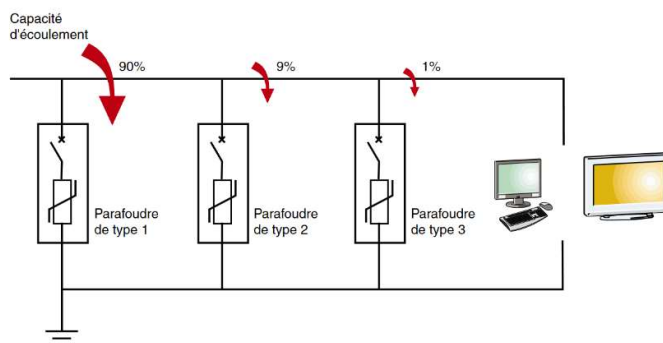 Capacité
d'écoulement
90%
9%
1%
Parafoudre
de type 1
Parafoudre
de type 2
Parafoudre
de type 3